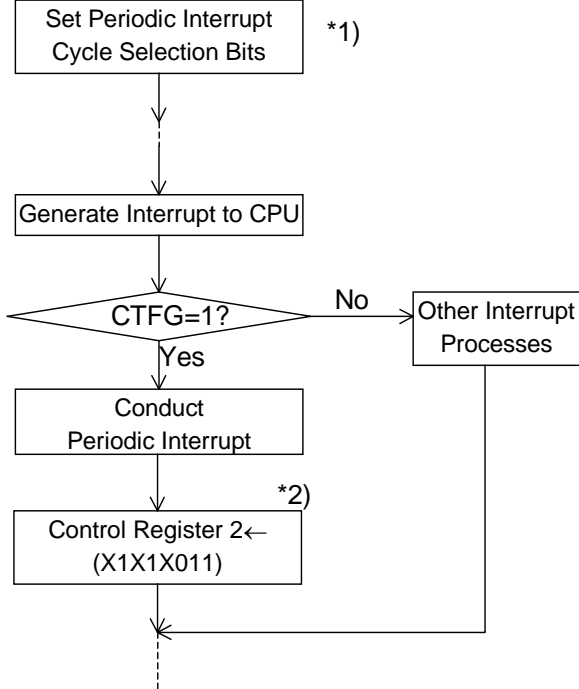 Set Periodic Interrupt
Cycle Selection Bits
*1)
Generate Interrupt to CPU
CTFG=1?
No
Other Interrupt
Processes
Yes
Conduct
Periodic Interrupt
*2)
Control Register 2←
(X1X1X011)